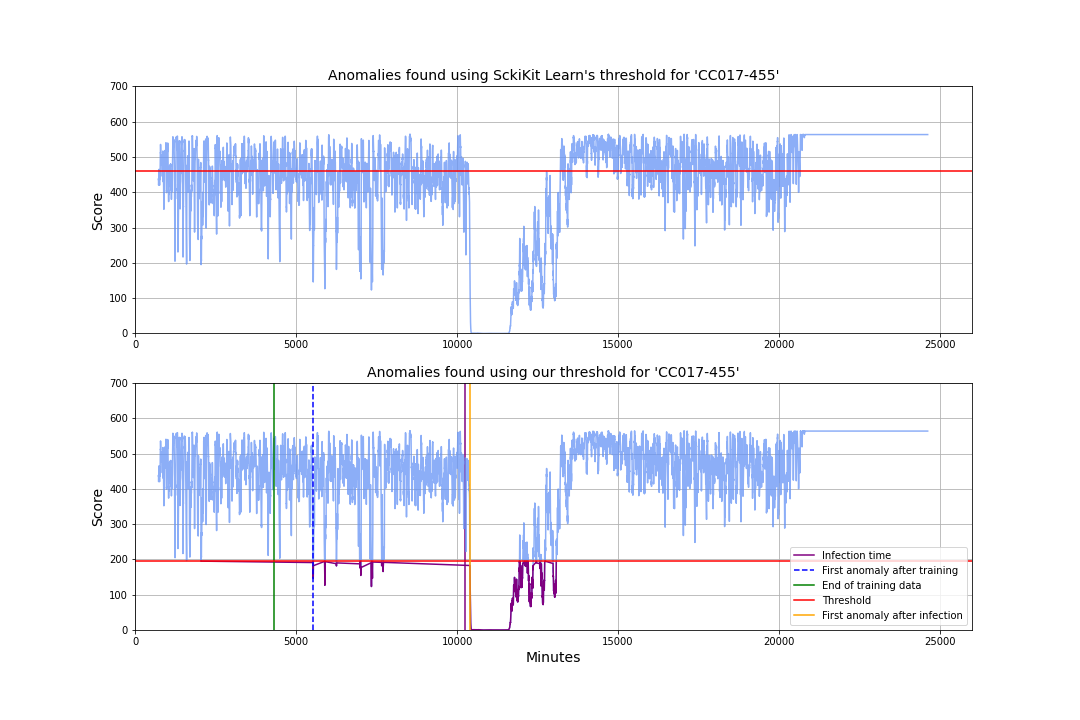 Anomalies found using SckiKit Learn's threshold for 'CC017-455'
700
600
500
400
300
200
100
0
Score
0 5000 10000 15000 20000 25000
Anomalies found using our threshold for 'CC017-455'
700
600
500
400
300
200
100
0
Score
Infection time
First anomaly after training
End of training data
Threshold
First anomaly after infection
0 5000 10000 15000 20000 25000
Minutes